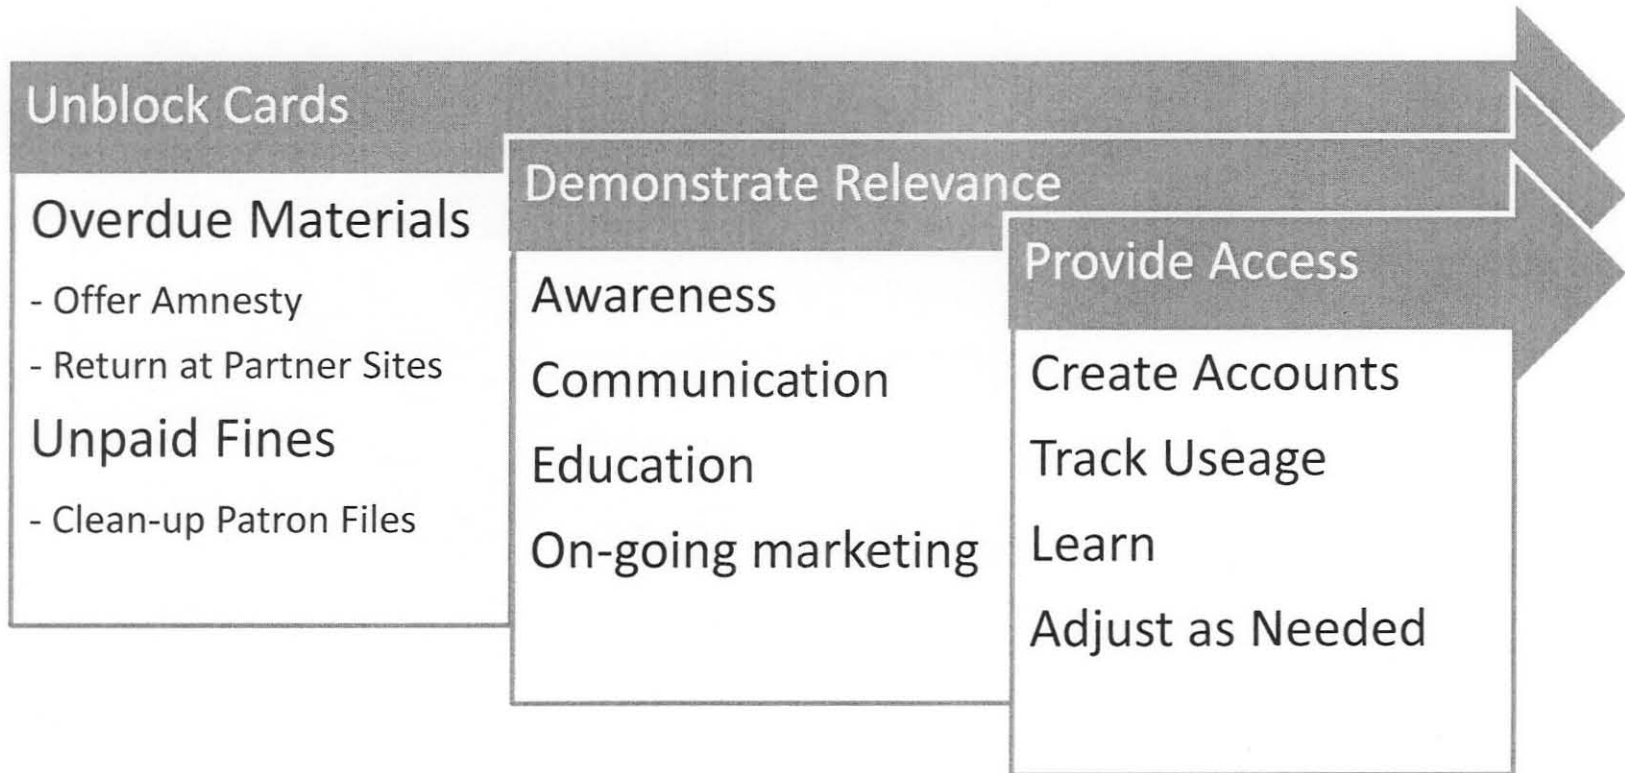 Unblock Cards
Overdue Materials
- Offer Amnesty
- Return at Partner Sites
Unpaid Fines
- Clean-up Patron Files
Demonstrate Relevance
Awareness
Communication
Education
On-going marketing
Provide Access
Create Accounts
Track Useage
Learn
Adjust as Needed